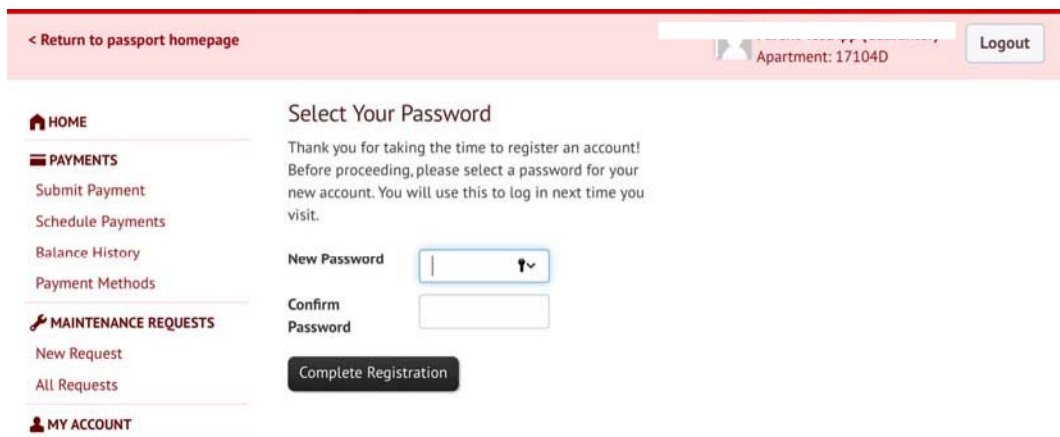 < Return to passport homepage
Apartment: 17104D
Logout
HOME
PAYMENTS
Submit Payment
Schedule Payments
Balance History
Payment Methods
MAINTENANCE REQUESTS
New Request
All Requests
MY ACCOUNT
Select Your Password
Thank you for taking the time to register an account!
Before proceeding, please select a password for your
new account. You will use this to log in next time you
visit.
New Password
Confirm
Password
Complete Registration